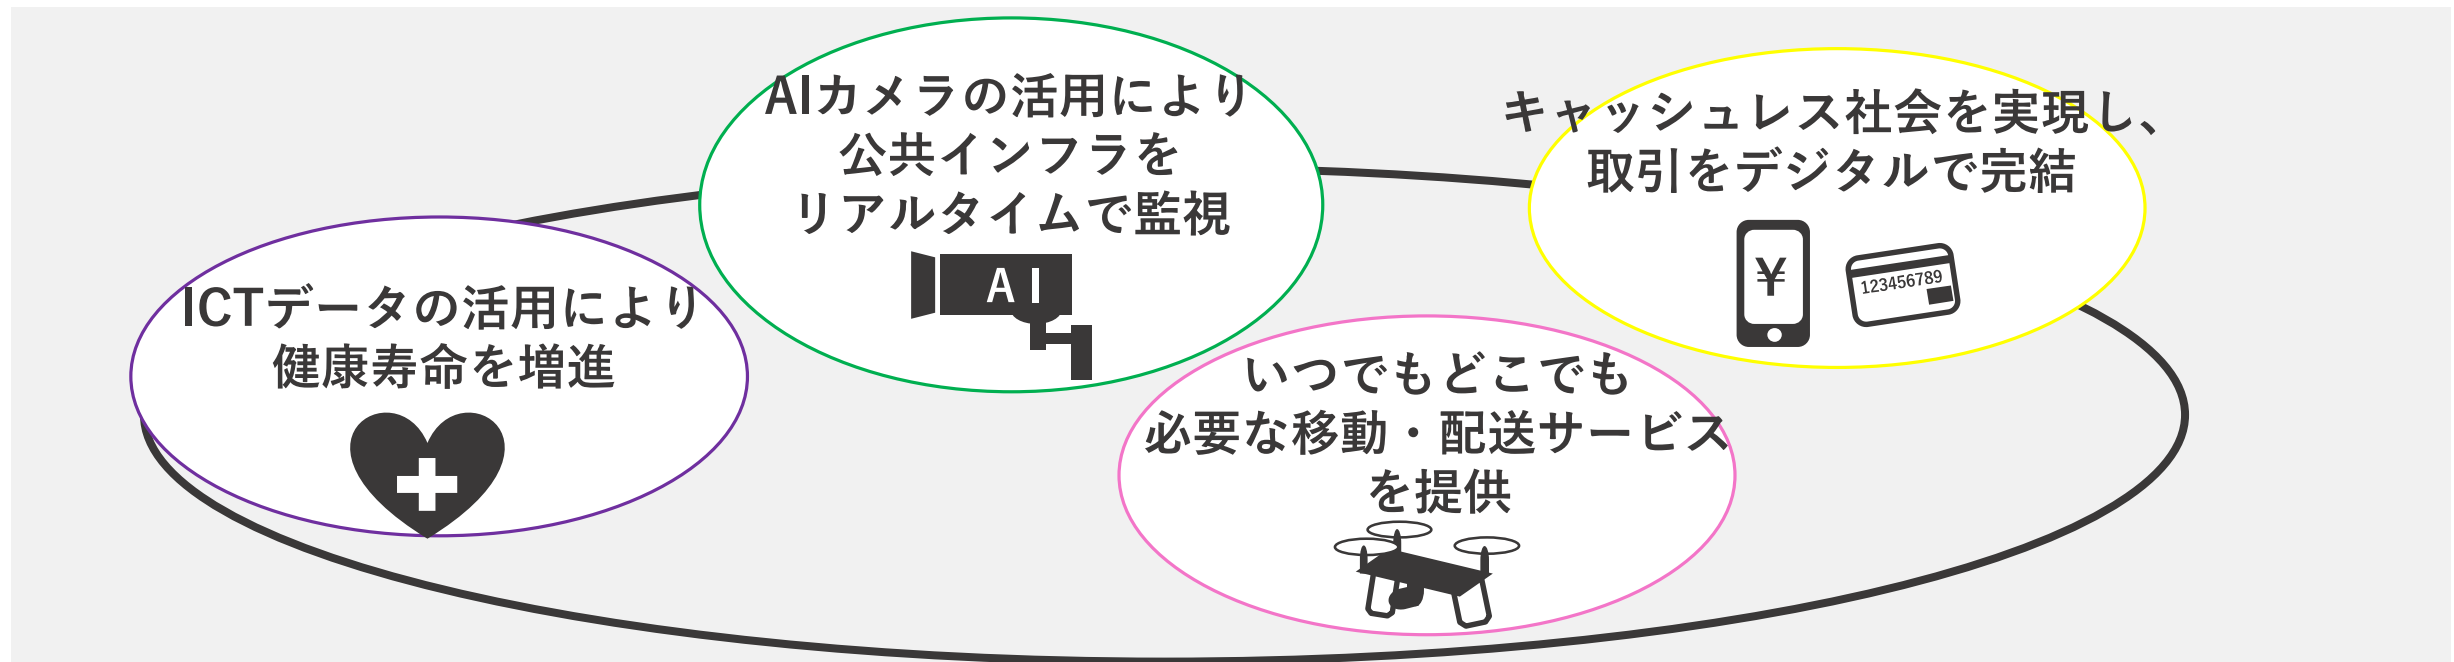 AIカメラの活用により
公共インフラを
リアルタイムで監視
AI
キャッシュレス社会を実現し、
取引をデジタルで完結
¥
123456789
ICTデータの活用により
健康寿命を増進
いつでもどこでも
必要な移動・配送サービス
を提供